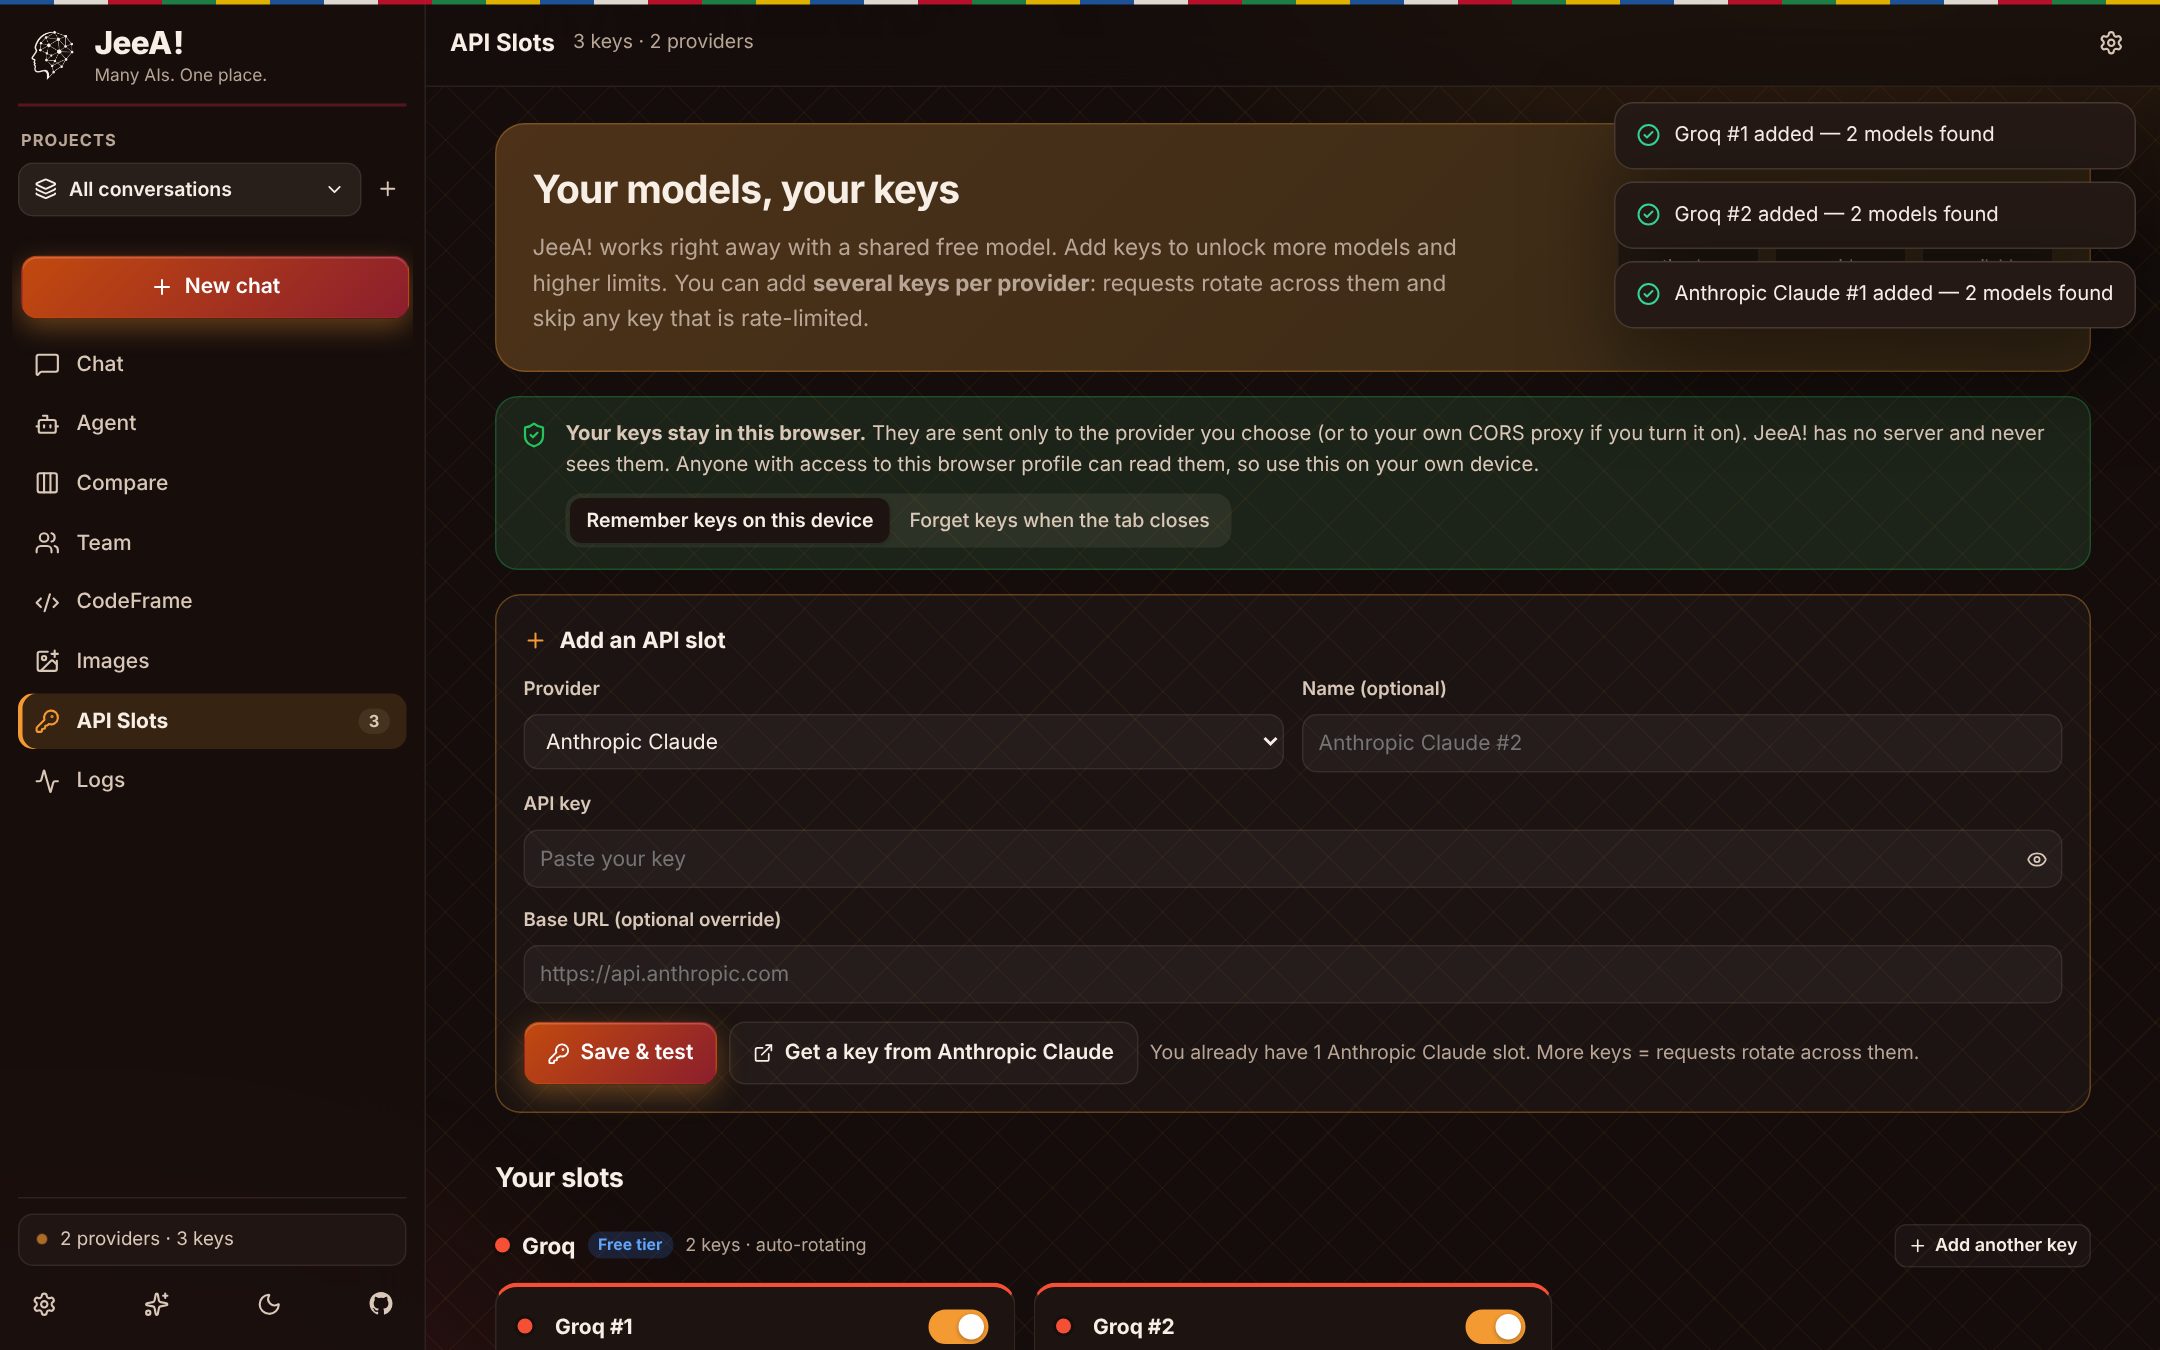 JeeA!
Many AIs. One place.
PROJECTS
All conversations
New chat
Chat
Agent
Compare
Team
CodeFrame
Images
API Slots
3
Logs
2 providers · 3 keys
API Slots
3 keys · 2 providers
Groq #1 added — 2 models found
Groq #2 added — 2 models found
Anthropic Claude #1 added — 2 models found
Your models, your keys
JeeA! works right away with a shared free model. Add keys to unlock more models and
higher limits. You can add several keys per provider: requests rotate across them and
skip any key that is rate-limited.
Your keys stay in this browser. They are sent only to the provider you choose (or to your own CORS proxy if you turn it on). JeeA! has no server and never
sees them. Anyone with access to this browser profile can read them, so use this on your own device.
Remember keys on this device
Forget keys when the tab closes
Add an API slot
Provider
Name (optional)
Anthropic Claude
Anthropic Claude #2
API key
Paste your key
Base URL (optional override)
https://api.anthropic.com
Save & test
Get a key from Anthropic Claude
You already have 1 Anthropic Claude slot. More keys = requests rotate across them.
Your slots
Groq
Free tier
2 keys · auto-rotating
Add another key
Groq #1
Groq #2